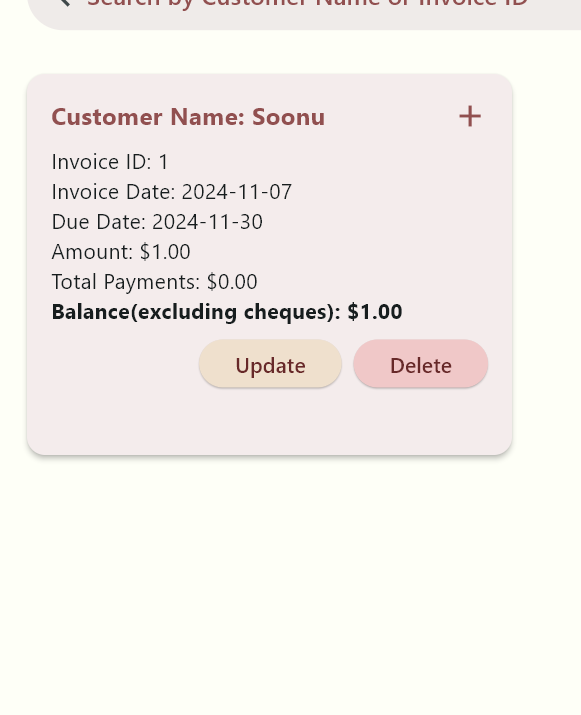 Search by Customer Name or Invoice ID
Customer Name: Soonu
Invoice ID: 1
Invoice Date: 2024-11-07
Due Date: 2024-11-30
Amount: $1.00
Total Payments: $0.00
Balance(excluding cheques): $1.00
Update
Delete